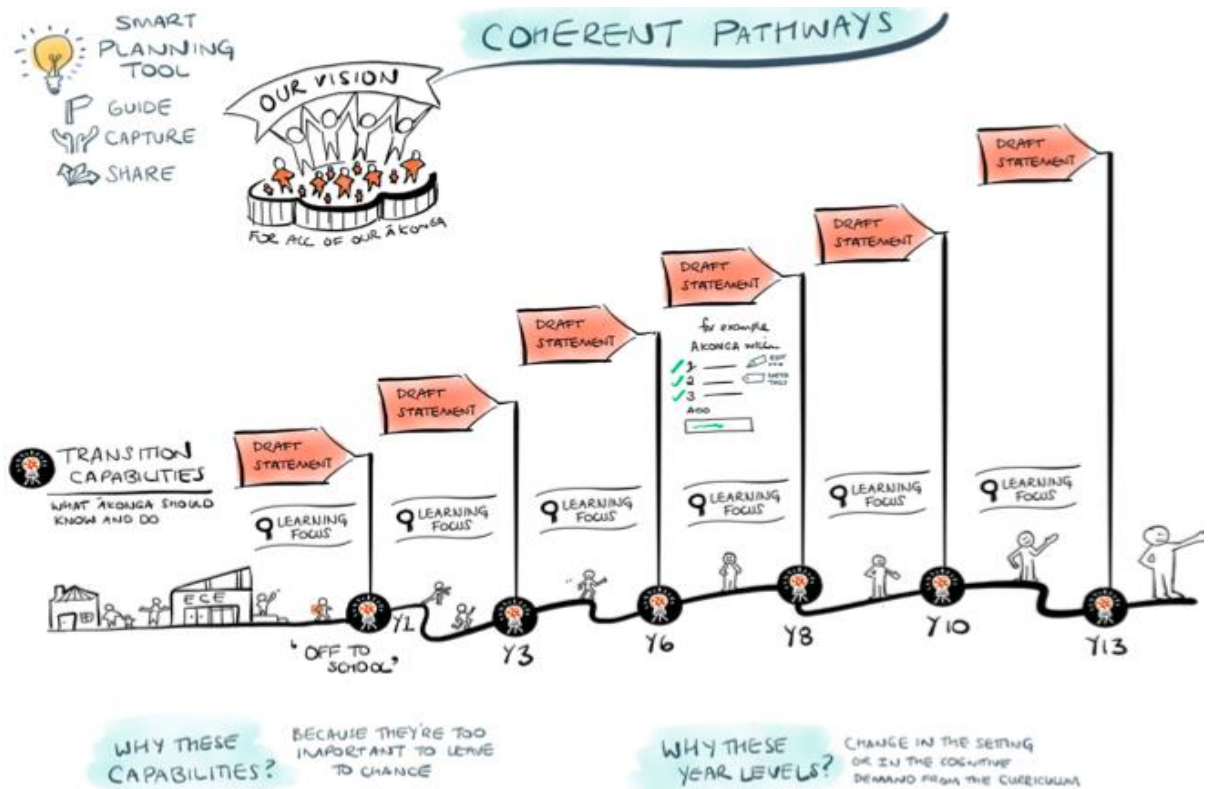 SMART
PLANNING
TOOL
GUIDE
CAPTURE
SHARE
COHERENT PATHWAYS
OUR VISION
FOR ALL OF OUR ĀKONGA
DRAFT
STATEMENT
DRAFT
STATEMENT
DRAFT
STATEMENT
DRAFT
STATEMENT
DRAFT
STATEMENT
DRAFT
STATEMENT
for example
AKONGA will...
1
2
3
ADD
EDIT
TRANSITION
CAPABILITIES
WHAT ĀKONGA SHOULD
KNOW AND DO
LEARNING
FOCUS
LEARNING
FOCUS
LEARNING
FOCUS
LEARNING
FOCUS
LEARNING
FOCUS
LEARNING
FOCUS
ECE
"OFF TO
SCHOOL"
Y1
Y3
Y6
Y8
Y10
Y13
WHY THESE
CAPABILITIES?
BECAUSE THEY'RE TOO
IMPORTANT TO LEAVE
TO CHANCE
WHY THESE
YEAR LEVELS?
CHANGE IN THE SETTING
OR IN THE COGNITIVE
DEMAND FROM THE CURRICULUM